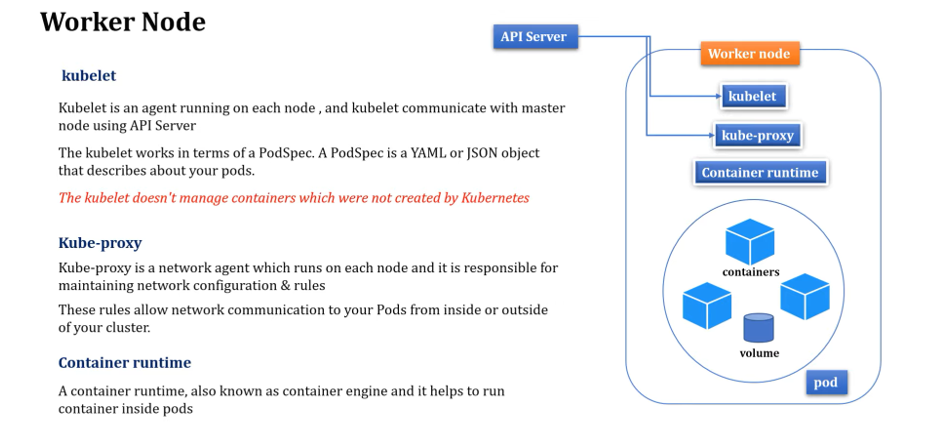 Worker Node
kubelet
Kubelet is an agent running on each node , and kubelet communicate with master
node using API Server
The kubelet works in terms of a PodSpec. A PodSpec is a YAML or JSON object
that describes about your pods.
The kubelet doesn't manage containers which were not created by Kubernetes
Kube-proxy
Kube-proxy is a network agent which runs on each node and it is responsible for
maintaining network configuration & rules
These rules allow network communication to your Pods from inside or outside
of your cluster.
Container runtime
A container runtime, also known as container engine and it helps to run
container inside pods
API Server
Worker node
kubelet
kube-proxy
Container runtime
containers
volume
pod